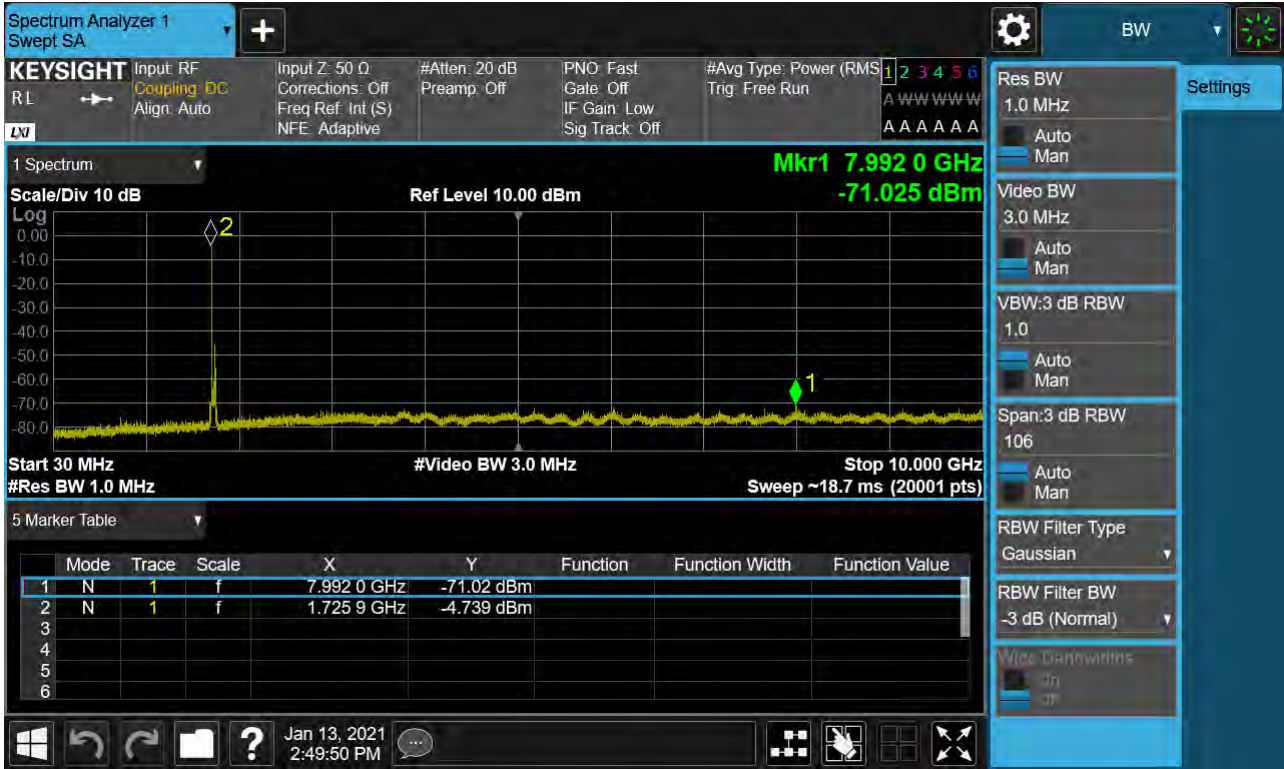 Spectrum Analyzer 1
Swept SA
BW
KEYSIGHT
RL
LXI
Input: RF
Coupling: DC
Align: Auto
Input Z: 50 Ω
Corrections: Off
Freq Ref: Int (S)
NFE: Adaptive
#Atten: 20 dB
Preamp: Off
PNO: Fast
Gate: Off
IF Gain: Low
Sig Track: Off
#Avg Type: Power (RMS
Trig: Free Run
1 2 3 4 5 6
A W W W W W
A A A A A A
1 Spectrum
Scale/Div 10 dB
Ref Level 10.00 dBm
Mkr1 7.992 0 GHz
-71.025 dBm
Log
0.00
-10.0
-20.0
-30.0
-40.0
-50.0
-60.0
-70.0
-80.0
2
1
Start 30 MHz
#Video BW 3.0 MHz
Stop 10.000 GHz
#Res BW 1.0 MHz
Sweep ~18.7 ms (20001 pts)
5 Marker Table
Mode Trace Scale X Y Function Function Width Function Value
1 N 1 f 7.992 0 GHz -71.02 dBm
2 N 1 f 1.725 9 GHz -4.739 dBm
3
4
5
6
Jan 13, 2021
2:49:50 PM
Settings
Res BW
1.0 MHz
Auto
Man
Video BW
3.0 MHz
Auto
Man
VBW:3 dB RBW
1.0
Auto
Man
Span:3 dB RBW
106
Auto
Man
RBW Filter Type
Gaussian
RBW Filter BW
-3 dB (Normal)